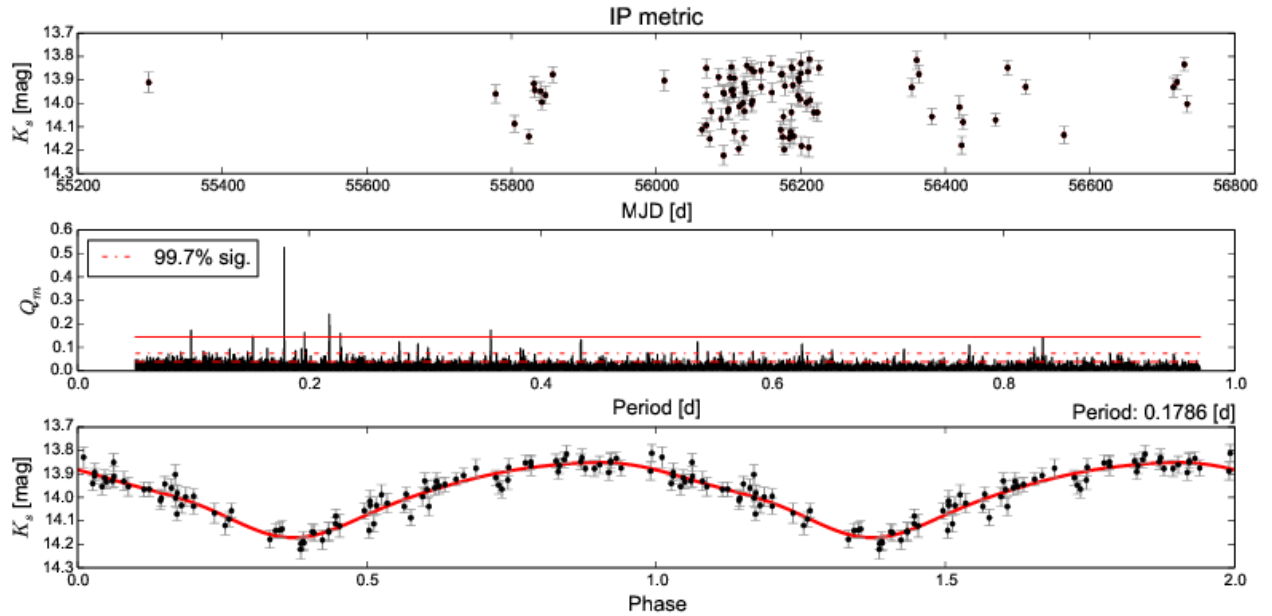 IP metric
13.7
13.8
13.9
14.0
14.1
14.2
14.3
K_s [mag]
55200 55400 55600 55800 56000 56200 56400 56600 56800
MJD [d]
0.6
0.5
0.4
0.3
0.2
0.1
0.0
Q_m
99.7% sig.
0.0 0.2 0.4 0.6 0.8 1.0
Period [d]
Period: 0.1786 [d]
13.7
13.8
13.9
14.0
14.1
14.2
14.3
K_s [mag]
0.0 0.5 1.0 1.5 2.0
Phase